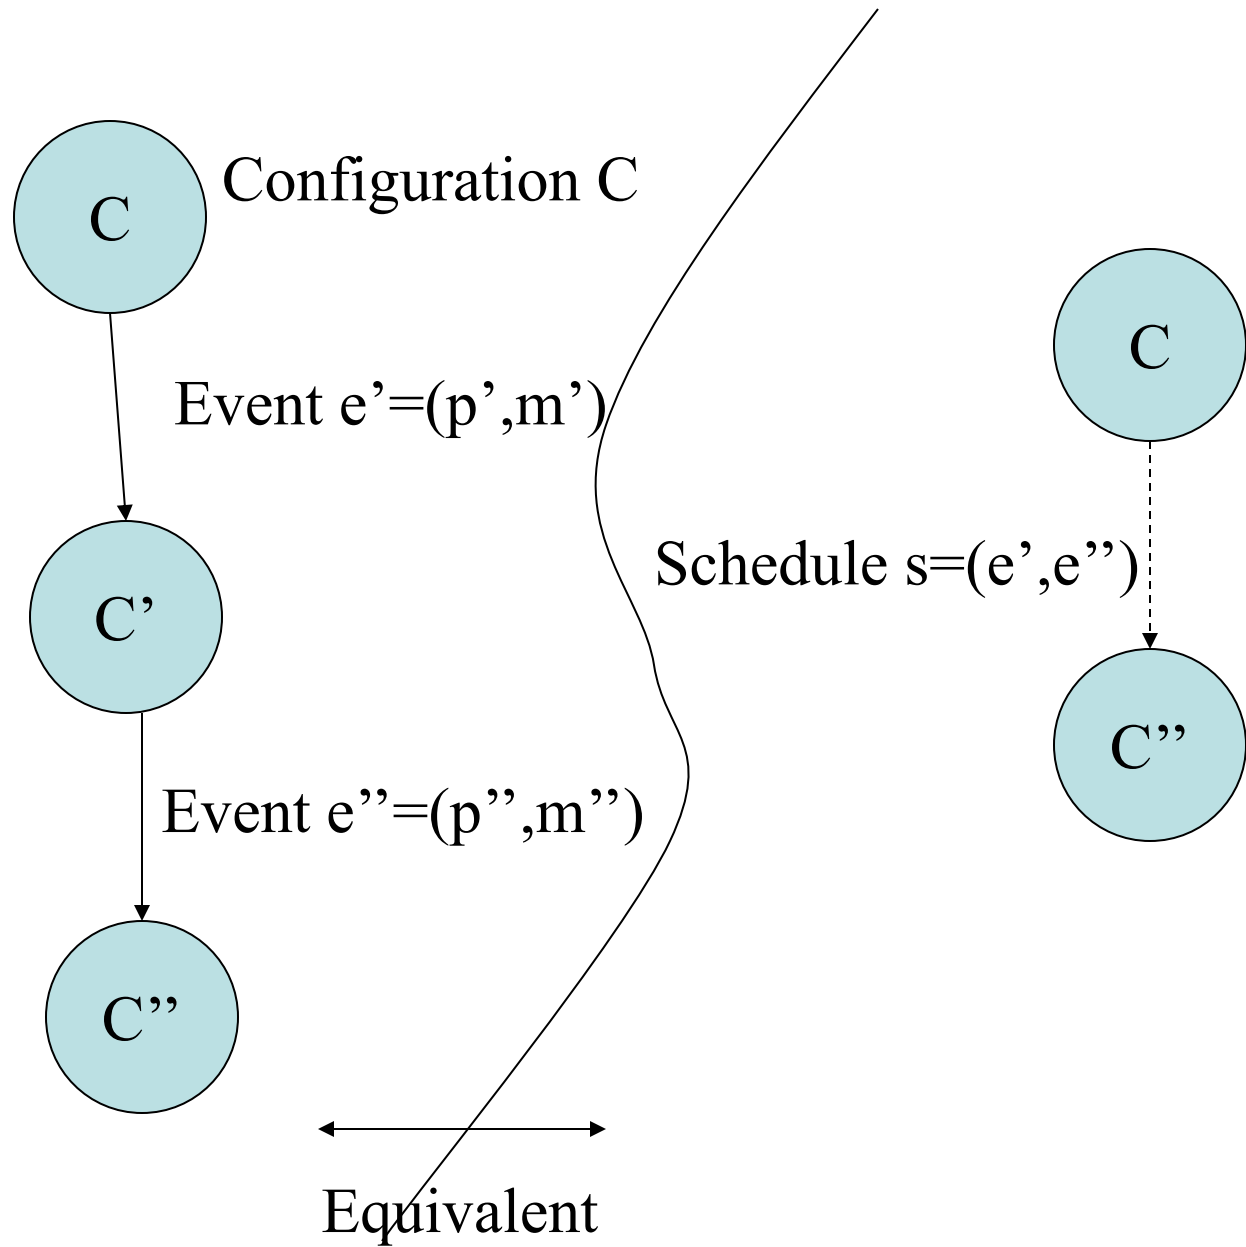 Configuration C
C
Event e’=(p’,m’)
C’
Event e’’=(p’’,m’’)
C’’
Equivalent
C
Schedule s=(e’,e’’)
C’’